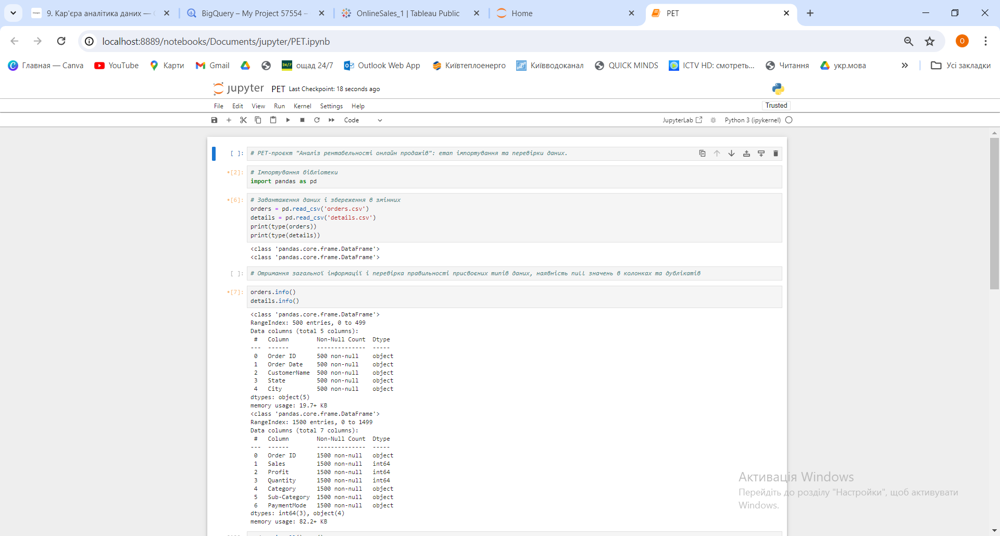 9. Кар'єра аналітика даних —
BigQuery – My Project 57554 –
OnlineSales_1 | Tableau Public
Home
PET
localhost:8889/notebooks/Documents/jupyter/PET.ipynb
O
Главная — Canva
YouTube
Карти
Gmail
24/7
ощад 24/7
Outlook Web App
Київтеплоенерго
Київводоканал
QUICK MINDS
ICTV HD: смотреть...
Читання
укр.мова
Усі закладки
jupyter PET Last Checkpoint: 18 seconds ago
File Edit View Run Kernel Settings Help
Trusted
Code
JupyterLab
Python 3 (ipykernel)
[ ]: # PET-проєкт "Аналіз рентабельності онлайн продажів": етап імпортування та перевірки даних.
•[2]: # Імпортування бібліотеки
import pandas as pd
•[6]: # Завантаження даних і збереження в змінних
orders = pd.read_csv('orders.csv')
details = pd.read_csv('details.csv')
print(type(orders))
print(type(details))
<class 'pandas.core.frame.DataFrame'>
<class 'pandas.core.frame.DataFrame'>
[ ]: # Отримання загальної інформації і перевірка правильності присвоєних типів даних, наявність null значень в колонках та дублікатів
•[7]: orders.info()
details.info()
<class 'pandas.core.frame.DataFrame'>
RangeIndex: 500 entries, 0 to 499
Data columns (total 5 columns):
# Column Non-Null Count Dtype
--- ------ -------------- -----
0 Order ID 500 non-null object
1 Order Date 500 non-null object
2 CustomerName 500 non-null object
3 State 500 non-null object
4 City 500 non-null object
dtypes: object(5)
memory usage: 19.7+ KB
<class 'pandas.core.frame.DataFrame'>
RangeIndex: 1500 entries, 0 to 1499
Data columns (total 7 columns):
# Column Non-Null Count Dtype
--- ------ -------------- -----
0 Order ID 1500 non-null object
1 Sales 1500 non-null int64
2 Profit 1500 non-null int64
3 Quantity 1500 non-null int64
4 Category 1500 non-null object
5 Sub-Category 1500 non-null object
6 PaymentMode 1500 non-null object
dtypes: int64(3), object(4)
memory usage: 82.2+ KB
Активація Windows
Перейдіть до розділу "Настройки", щоб активувати
Windows.